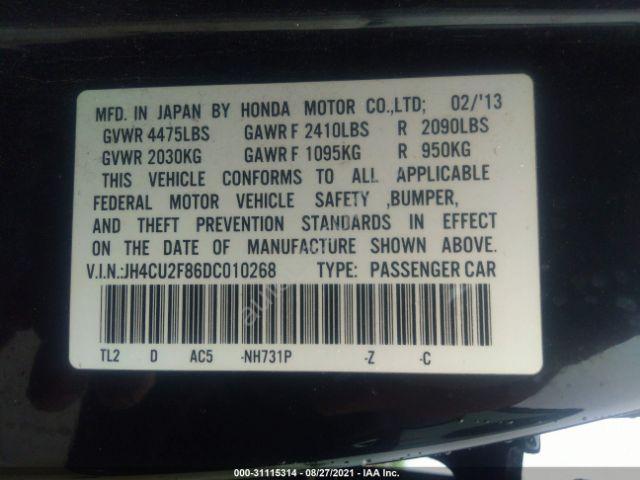 MFD. IN JAPAN BY HONDA MOTOR CO.,LTD; 02/'13
GVWR 4475LBS GAWR F 2410LBS R 2090LBS
GVWR 2030KG GAWR F 1095KG R 950KG
THIS VEHICLE CONFORMS TO ALL APPLICABLE
FEDERAL MOTOR VEHICLE SAFETY ,BUMPER,
AND THEFT PREVENTION STANDARDS IN EFFECT
ON THE DATE OF MANUFACTURE SHOWN ABOVE.
V.I.N.:JH4CU2F86DC010268 TYPE: PASSENGER CAR
TL2 D AC5 -NH731P -Z -C
000-31115314 - 08/27/2021 - IAA Inc.